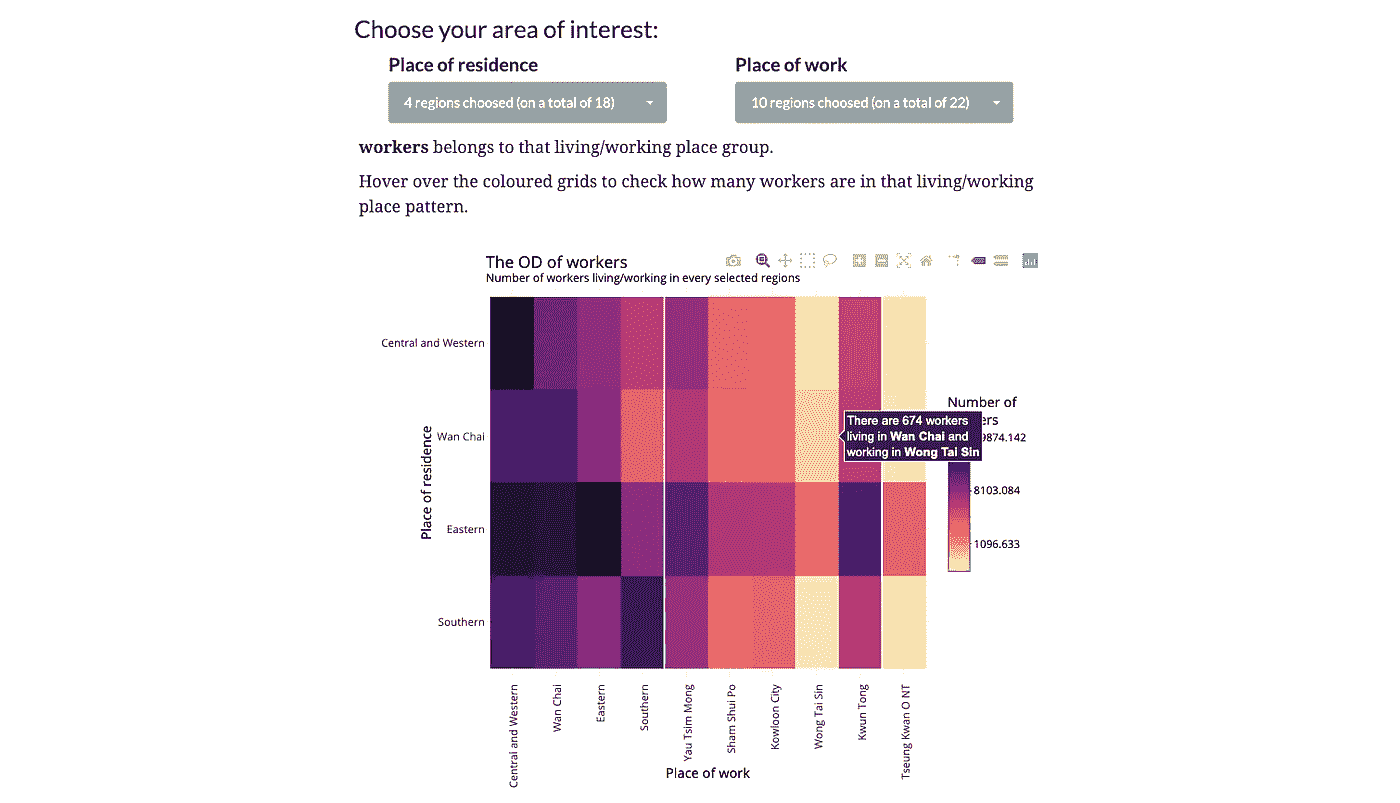 Choose your area of interest:
Place of residence
Place of work
4 regions choosed (on a total of 18)
10 regions choosed (on a total of 22)
workers belongs to that living/working place group.
Hover over the coloured grids to check how many workers are in that living/working
place pattern.
The OD of workers
Number of workers living/working in every selected regions
Central and Western
Wan Chai
Eastern
Southern
Place of residence
There are 674 workers
living in Wan Chai and
working in Wong Tai Sin
Number of
9874.142
8103.084
1096.633
Central and Western
Wan Chai
Eastern
Southern
Yau Tsim Mong
Sham Shui Po
Kowloon City
Wong Tai Sin
Kwun Tong
Tseung Kwan O NT
Place of work